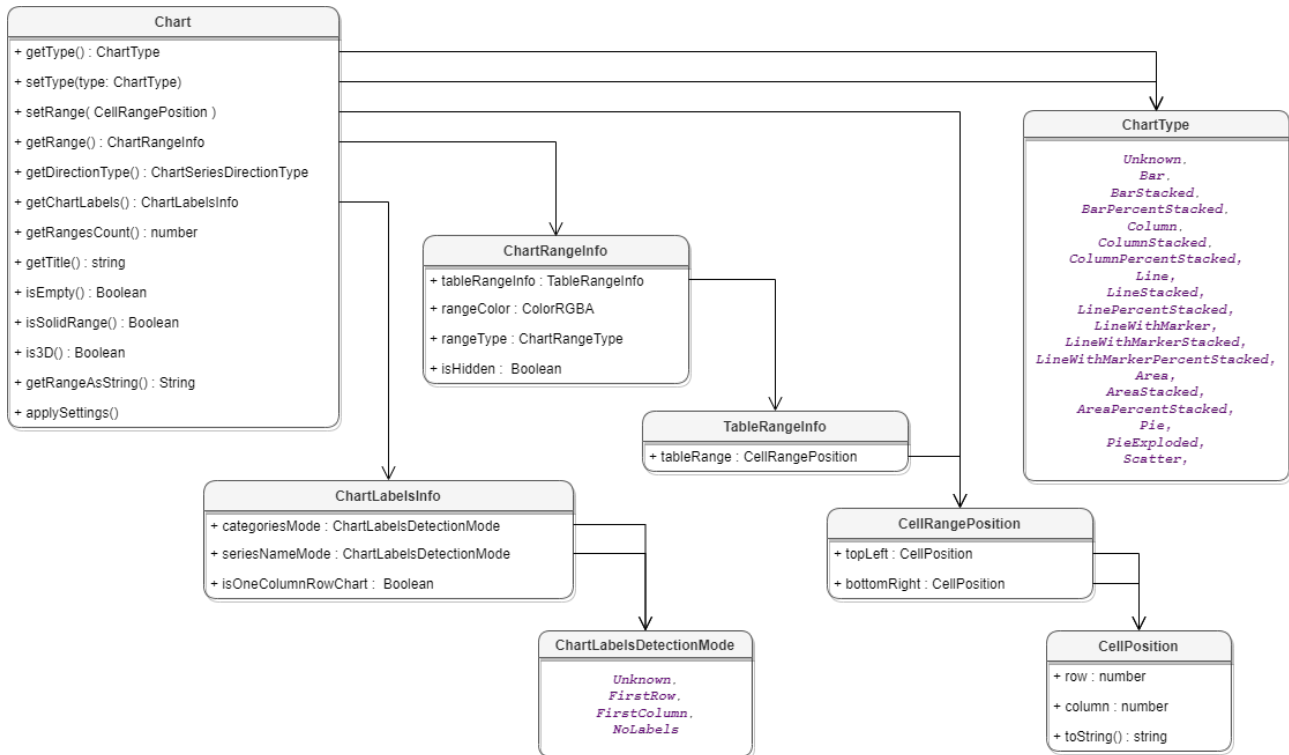 Chart
+ getType() : ChartType
+ setType(type: ChartType)
+ setRange( CellRangePosition )
+ getRange() : ChartRangeInfo
+ getDirectionType() : ChartSeriesDirectionType
+ getChartLabels() : ChartLabelsInfo
+ getRangesCount() : number
+ getTitle() : string
+ isEmpty() : Boolean
+ isSolidRange() : Boolean
+ is3D() : Boolean
+ getRangeAsString() : String
+ applySettings()
ChartType
Unknown.
Bar.
BarStacked.
BarPercentStacked.
Column.
ColumnStacked.
ColumnPercentStacked,
Line,
LineStacked,
LinePercentStacked,
LineWithMarker,
LineWithMarkerStacked,
LineWithMarkerPercentStacked,
Area,
AreaStacked,
AreaPercentStacked,
Pie,
PieExploded,
Scatter,
ChartRangeInfo
+ tableRangeInfo : TableRangeInfo
+ rangeColor : ColorRGBA
+ rangeType : ChartRangeType
+ isHidden : Boolean
TableRangeInfo
+ tableRange : CellRangePosition
ChartLabelsInfo
+ categoriesMode : ChartLabelsDetectionMode
+ seriesNameMode : ChartLabelsDetectionMode
+ isOneColumnRowChart : Boolean
CellRangePosition
+ topLeft : CellPosition
+ bottomRight : CellPosition
ChartLabelsDetectionMode
Unknown.
FirstRow.
FirstColumn.
NoLabels
CellPosition
+ row : number
+ column : number
+ toString() : string